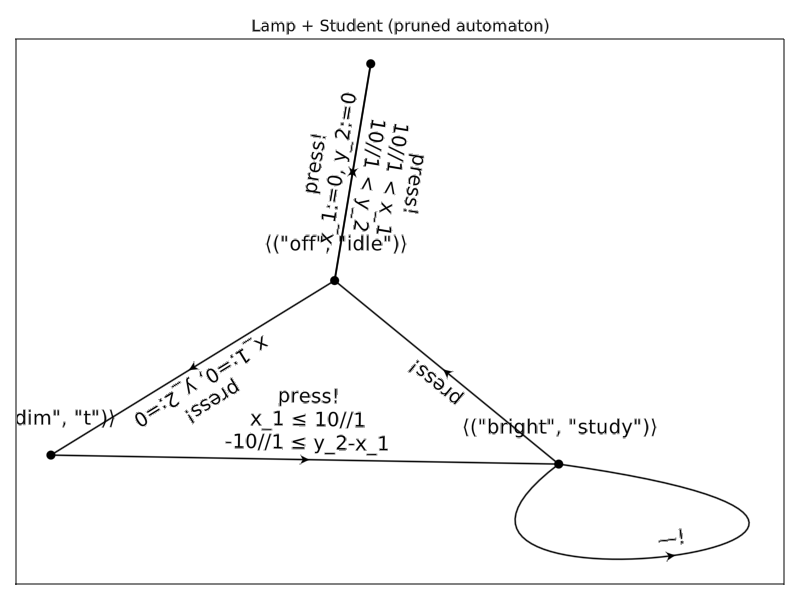 Lamp + Student (pruned automaton)
press!
x_1:=0, y_2:=0
press!
10//1 < x_1
10//1 < y_2
⟨("off", "idle")⟩
x_1:=0, y_2:=0
press!
press!
dim", "t")⟩
press!
x_1 ≤ 10//1
-10//1 ≤ y_2-x_1
⟨("bright", "study")⟩
—!